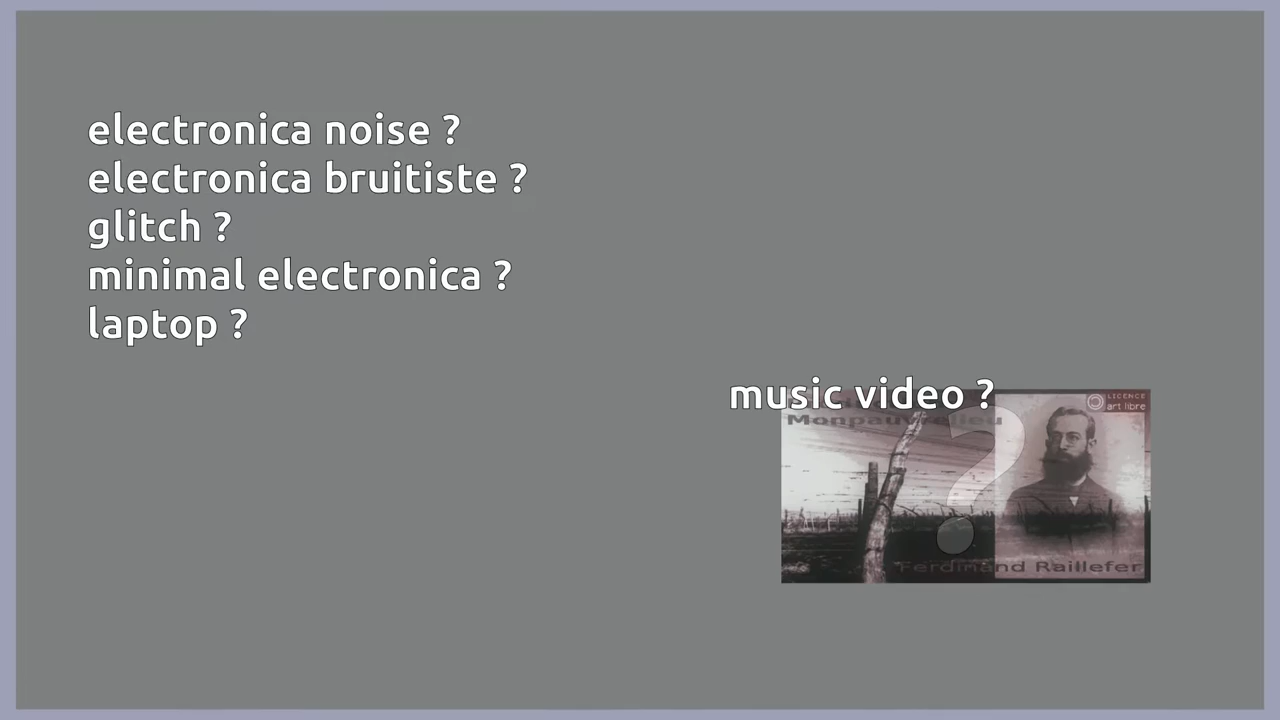 electronica noise ?
electronica bruitiste ?
glitch ?
minimal electronica ?
laptop ?
music video ?
LICENCE
art libre
?
Ferdinand Raillefer